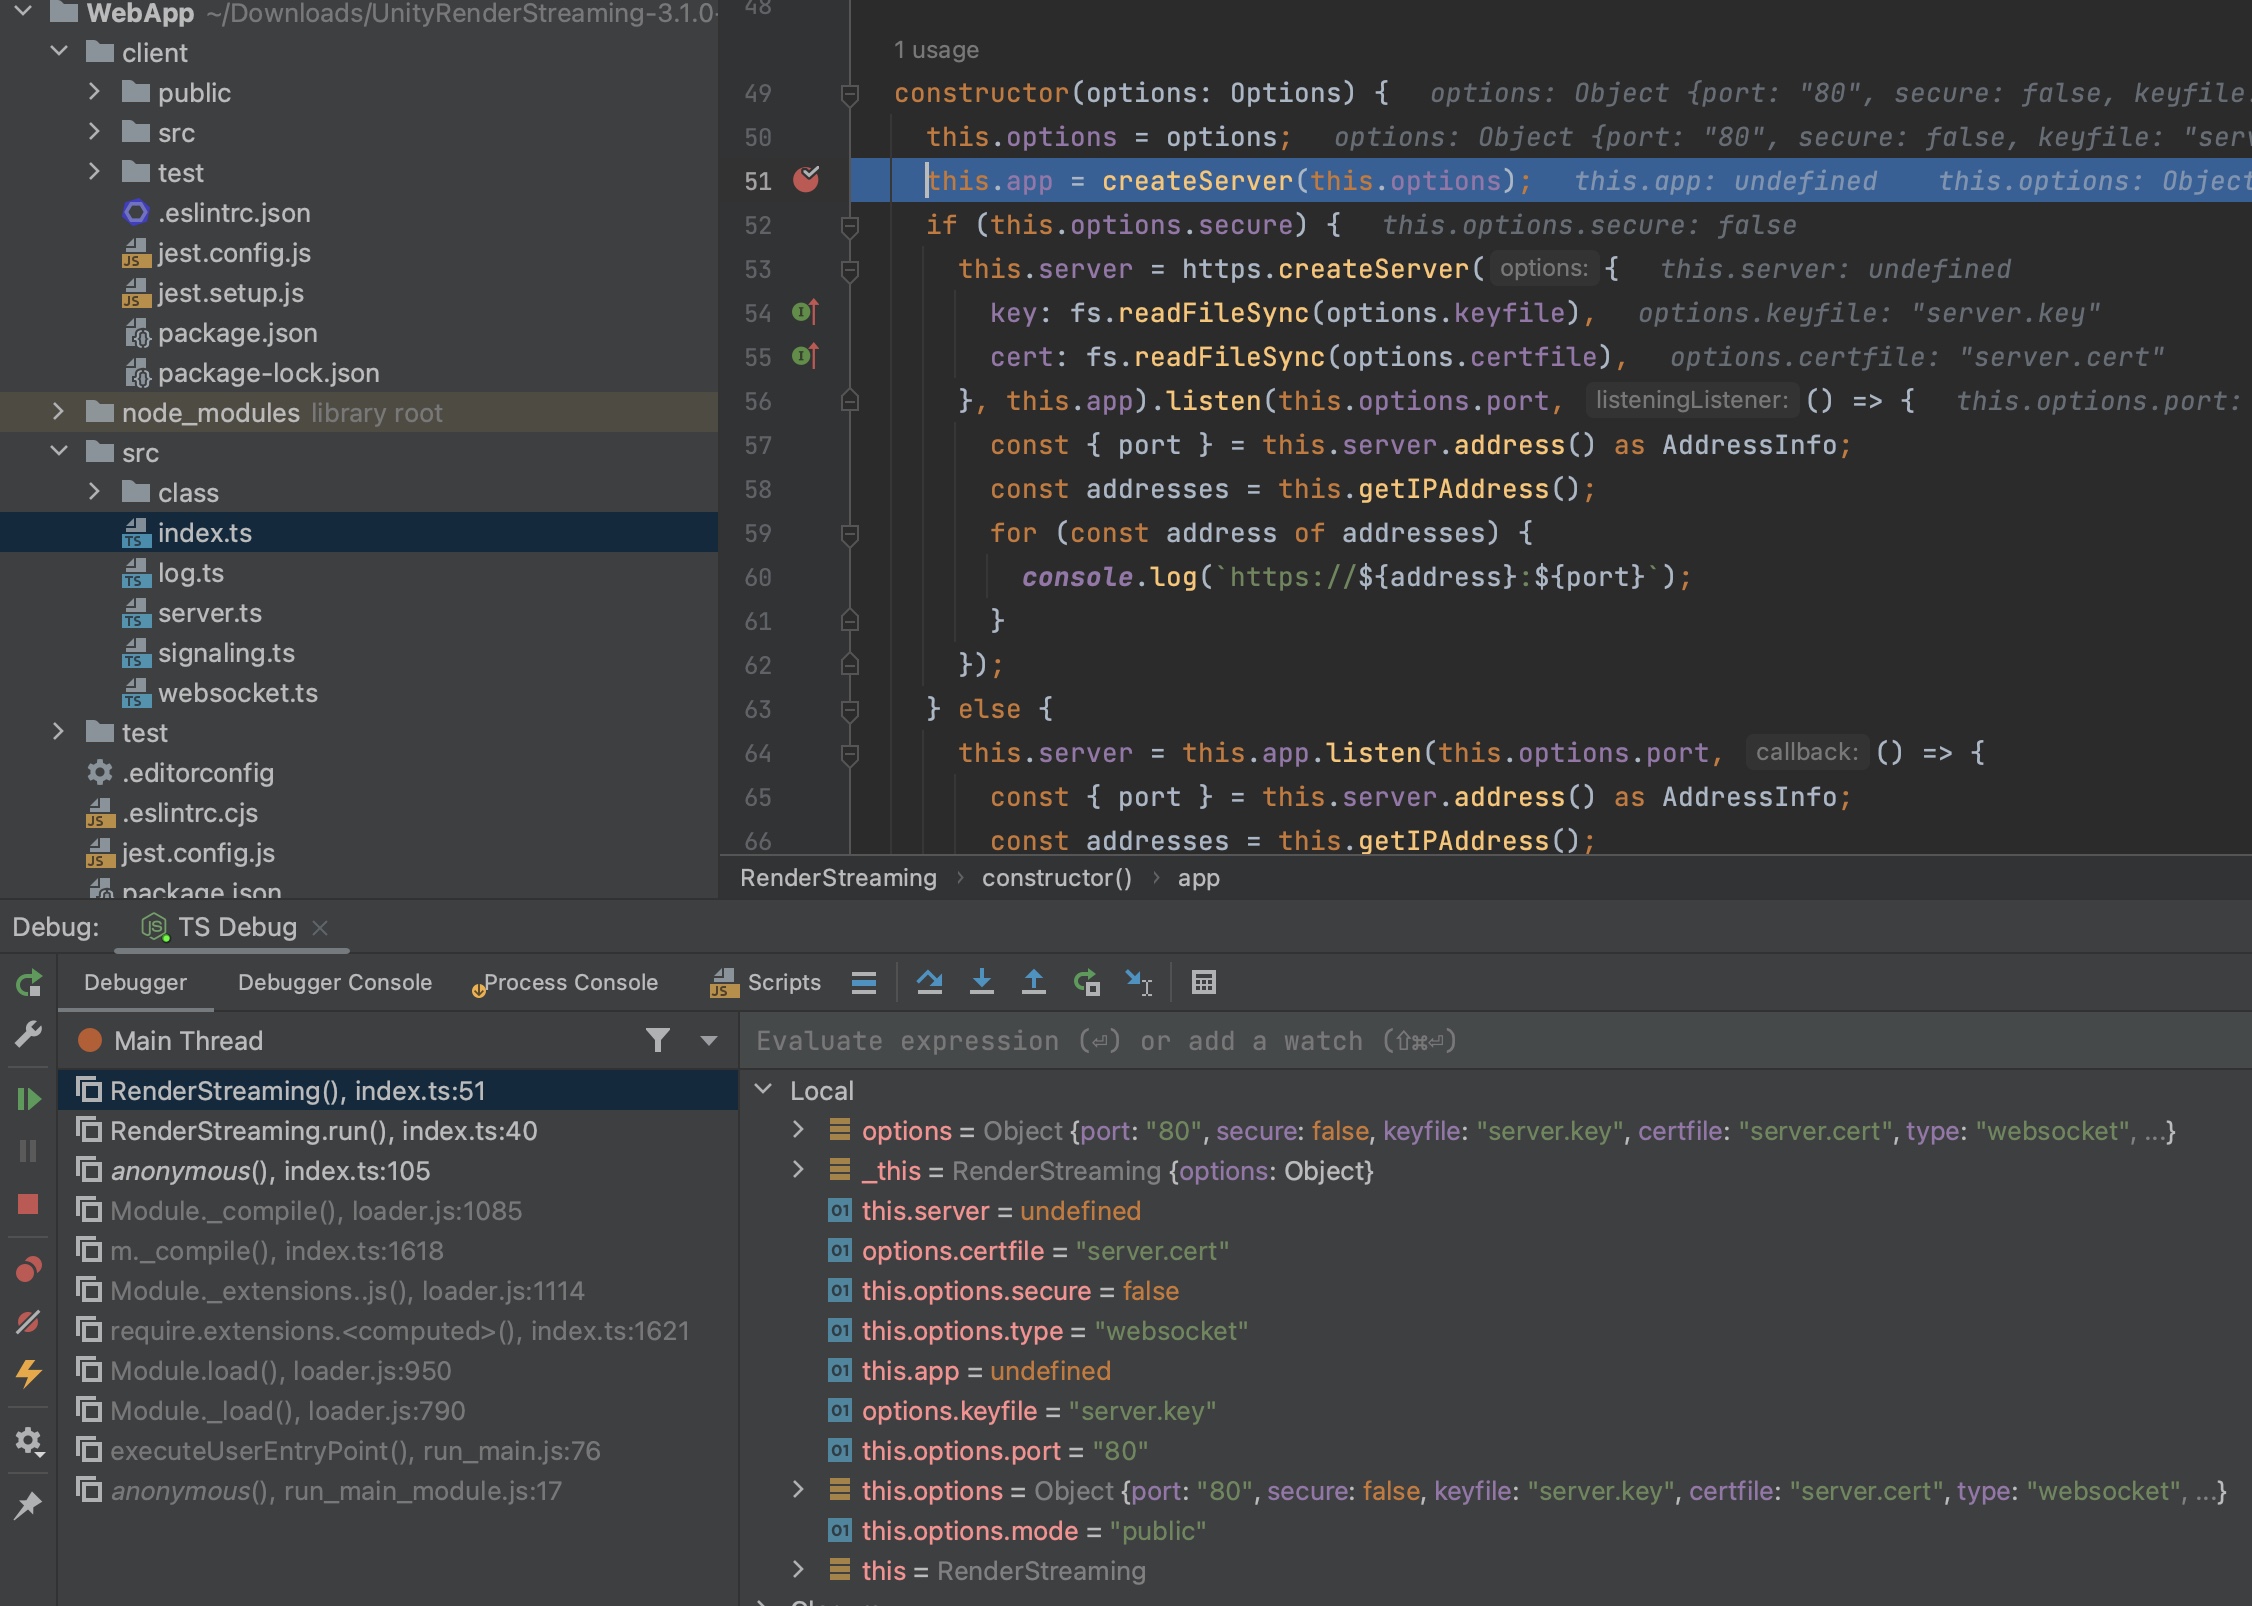 WebApp ~/Downloads/UnityRenderStreaming-3.1.0-
client
public
src
test
.eslintrc.json
jest.config.js
jest.setup.js
package.json
package-lock.json
node_modules library root
src
class
index.ts
log.ts
server.ts
signaling.ts
websocket.ts
test
.editorconfig
.eslintrc.cjs
jest.config.js
package.json
48
1 usage
49 constructor(options: Options) { options: Object {port: "80", secure: false, keyfile:
50 this.options = options; options: Object {port: "80", secure: false, keyfile: "serv
51 this.app = createServer(this.options); this.app: undefined this.options: Object
52 if (this.options.secure) { this.options.secure: false
53 this.server = https.createServer( options: { this.server: undefined
54 key: fs.readFileSync(options.keyfile), options.keyfile: "server.key"
55 cert: fs.readFileSync(options.certfile), options.certfile: "server.cert"
56 }, this.app).listen(this.options.port, listeningListener: () => { this.options.port:
57 const { port } = this.server.address() as AddressInfo;
58 const addresses = this.getIPAddress();
59 for (const address of addresses) {
60 console.log(`https://${address}:${port}`);
61 }
62 });
63 } else {
64 this.server = this.app.listen(this.options.port, callback: () => {
65 const { port } = this.server.address() as AddressInfo;
66 const addresses = this.getIPAddress();
RenderStreaming › constructor() › app
Debug: TS Debug
Debugger Debugger Console Process Console Scripts
Main Thread
RenderStreaming(), index.ts:51
RenderStreaming.run(), index.ts:40
anonymous(), index.ts:105
Module._compile(), loader.js:1085
m._compile(), index.ts:1618
Module._extensions..js(), loader.js:1114
require.extensions.<computed>(), index.ts:1621
Module.load(), loader.js:950
Module._load(), loader.js:790
executeUserEntryPoint(), run_main.js:76
anonymous(), run_main_module.js:17
Evaluate expression (⏎) or add a watch (⇧⌘⏎)
Local
options = Object {port: "80", secure: false, keyfile: "server.key", certfile: "server.cert", type: "websocket", ...}
_this = RenderStreaming {options: Object}
this.server = undefined
options.certfile = "server.cert"
this.options.secure = false
this.options.type = "websocket"
this.app = undefined
options.keyfile = "server.key"
this.options.port = "80"
this.options = Object {port: "80", secure: false, keyfile: "server.key", certfile: "server.cert", type: "websocket", ...}
this.options.mode = "public"
this = RenderStreaming